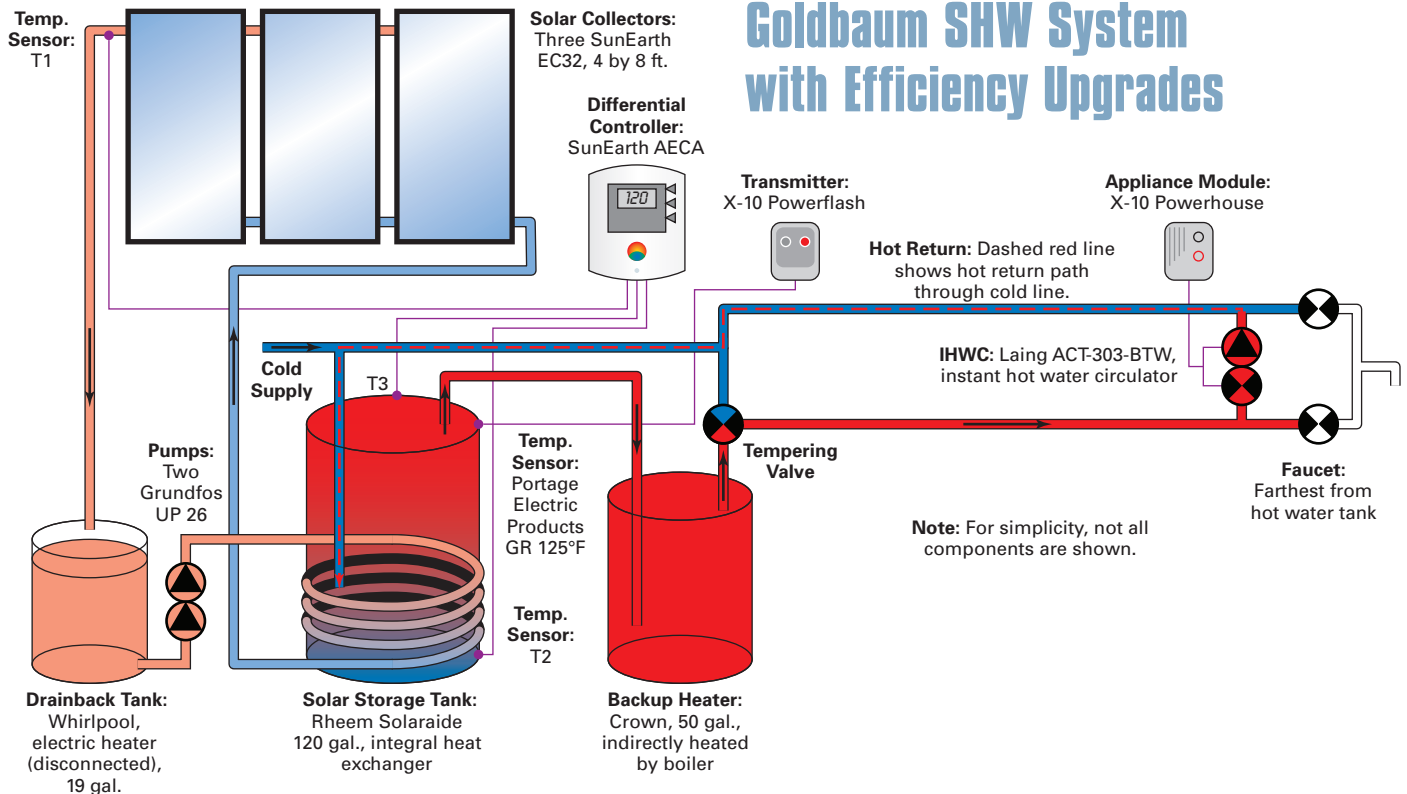 Goldbaum SHW System
with Efficiency Upgrades
Temp.
Sensor:
T1
Solar Collectors:
Three SunEarth
EC32, 4 by 8 ft.
Differential
Controller:
SunEarth AECA
120
Transmitter:
X-10 Powerflash
Appliance Module:
X-10 Powerhouse
Hot Return: Dashed red line
shows hot return path
through cold line.
Cold
Supply
T3
IHWC: Laing ACT-303-BTW,
instant hot water circulator
Pumps:
Two
Grundfos
UP 26
Temp.
Sensor:
Portage
Electric
Products
GR 125°F
Tempering
Valve
Faucet:
Farthest from
hot water tank
Note: For simplicity, not all
components are shown.
Temp.
Sensor:
T2
Drainback Tank:
Whirlpool,
electric heater
(disconnected),
19 gal.
Solar Storage Tank:
Rheem Solaraide
120 gal., integral heat
exchanger
Backup Heater:
Crown, 50 gal.,
indirectly heated
by boiler